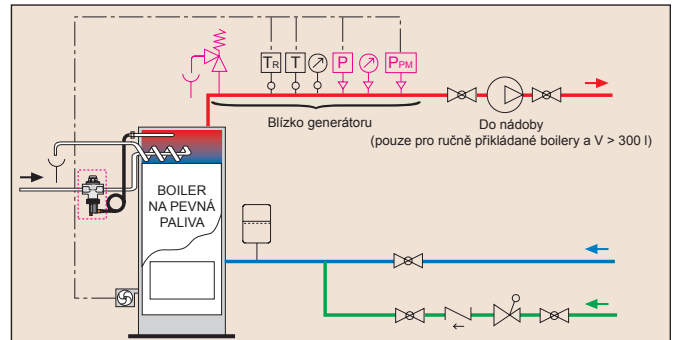 TR T P PPM
Blízko generátoru
Do nádoby
(pouze pro ručně přikládané boilery a V > 300 l)
BOILER
NA PEVNÁ
PALIVA